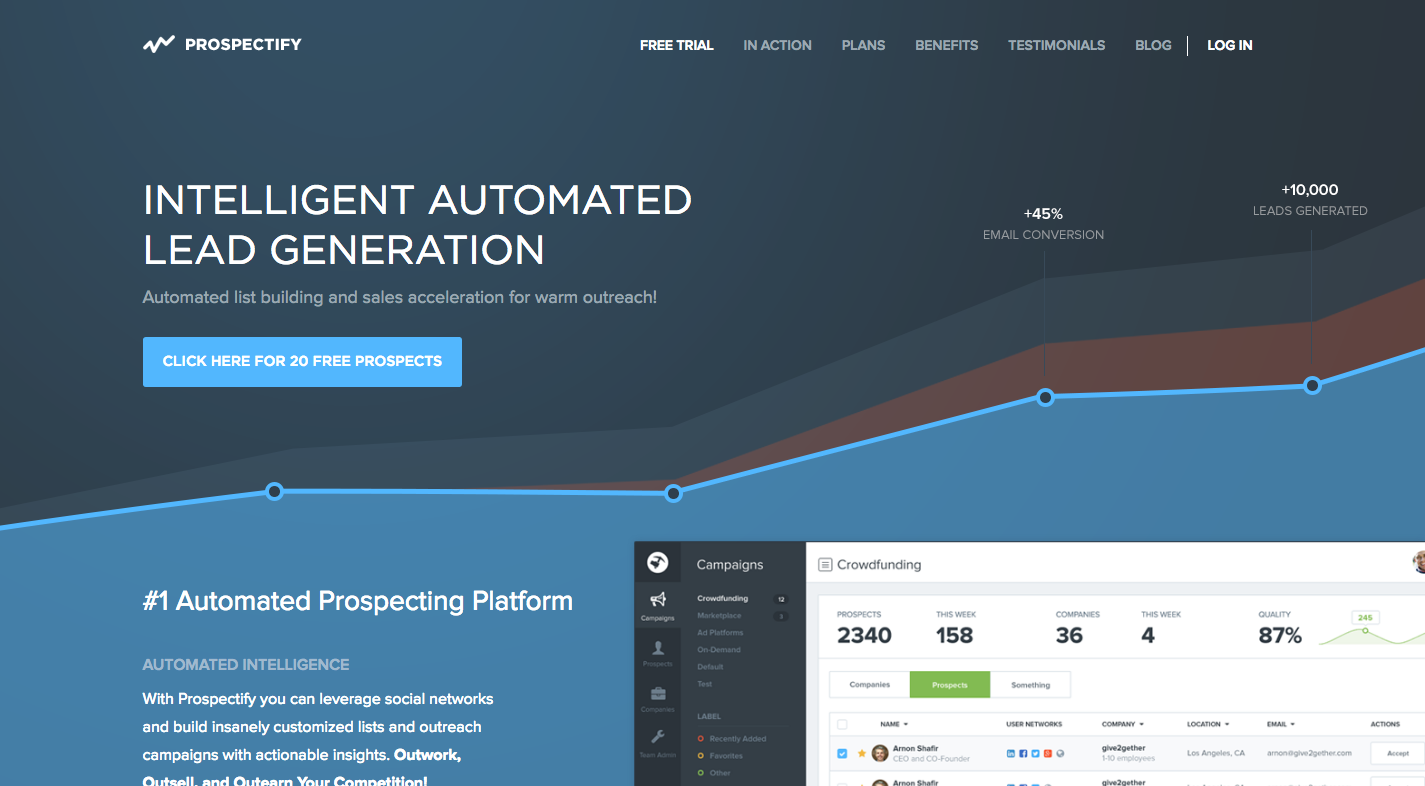 PROSPECTIFY
FREE TRIAL IN ACTION PLANS BENEFITS TESTIMONIALS BLOG LOG IN
INTELLIGENT AUTOMATED
LEAD GENERATION
Automated list building and sales acceleration for warm outreach!
CLICK HERE FOR 20 FREE PROSPECTS
+45%
EMAIL CONVERSION
+10,000
LEADS GENERATED
#1 Automated Prospecting Platform
AUTOMATED INTELLIGENCE
With Prospectify you can leverage social networks
and build insanely customized lists and outreach
campaigns with actionable insights. Outwork,
Outsell, and Outearn Your Competition!
Campaigns
Prospects
Companies
Team Admin
Campaigns
Crowdfunding 12
Marketplace 3
Ad Platforms
On-Demand
Default
Test
LABEL
Recently Added
Favorites
Other
Crowdfunding
PROSPECTS THIS WEEK COMPANIES THIS WEEK QUALITY
2340 158 36 4 87% 245
Companies Prospects Something
NAME USER NETWORKS COMPANY LOCATION EMAIL ACTIONS
Arnon Shafir give2gether Los Angeles, CA arnon@give2gether.com Accept
CEO and CO-Founder 1-10 employees
Arnon Shafir give2gether